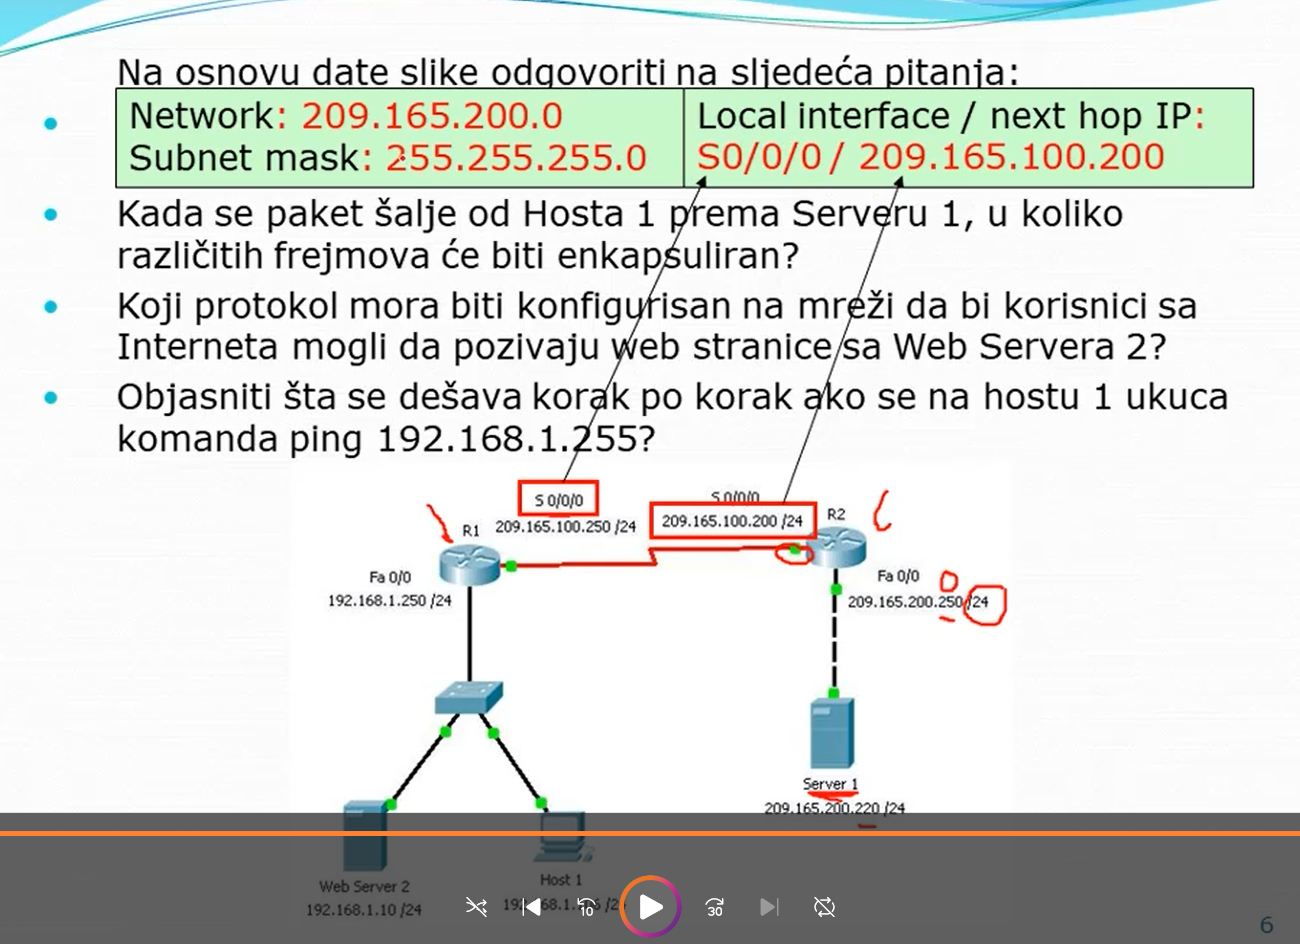 Na osnovu date slike odgovoriti na sljedeća pitanja:
Network: 209.165.200.0
Subnet mask: 255.255.255.0
Local interface / next hop IP:
S0/0/0 / 209.165.100.200
Kada se paket šalje od Hosta 1 prema Serveru 1, u koliko
različitih frejmova će biti enkapsuliran?
Koji protokol mora biti konfigurisan na mreži da bi korisnici sa
Interneta mogli da pozivaju web stranice sa Web Servera 2?
Objasniti šta se dešava korak po korak ako se na hostu 1 ukuca
komanda ping 192.168.1.255?
S 0/0/0
209.165.100.250 /24
S 0/0/0
209.165.100.200 /24
R1
R2
Fa 0/0
192.168.1.250 /24
Fa 0/0
0
209.165.200.250 /24
Server 1
209.165.200.220 /24
Web Server 2
192.168.1.10 /24
Host 1
10
30
6